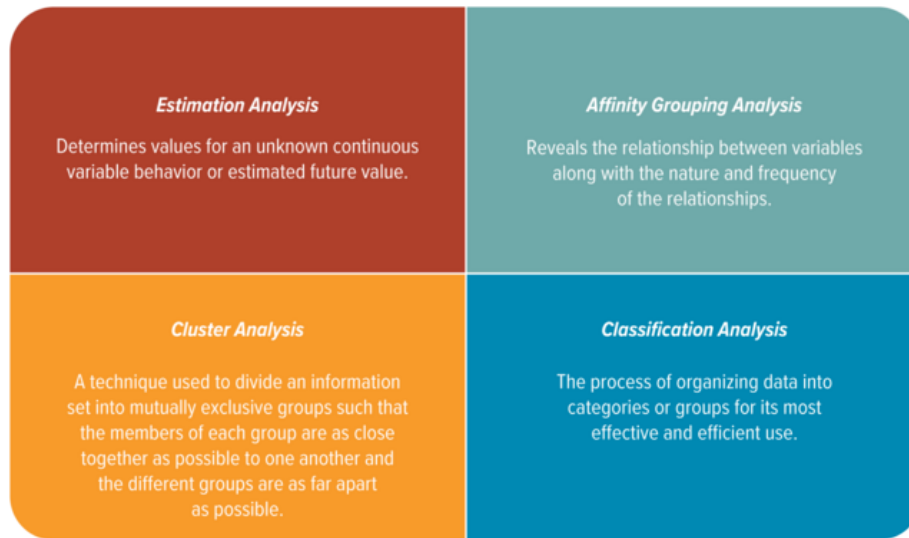 Estimation Analysis
Determines values for an unknown continuous
variable behavior or estimated future value.
Affinity Grouping Analysis
Reveals the relationship between variables
along with the nature and frequency
of the relationships.
Cluster Analysis
A technique used to divide an information
set into mutually exclusive groups such that
the members of each group are as close
together as possible to one another and
the different groups are as far apart
as possible.
Classification Analysis
The process of organizing data into
categories or groups for its most
effective and efficient use.